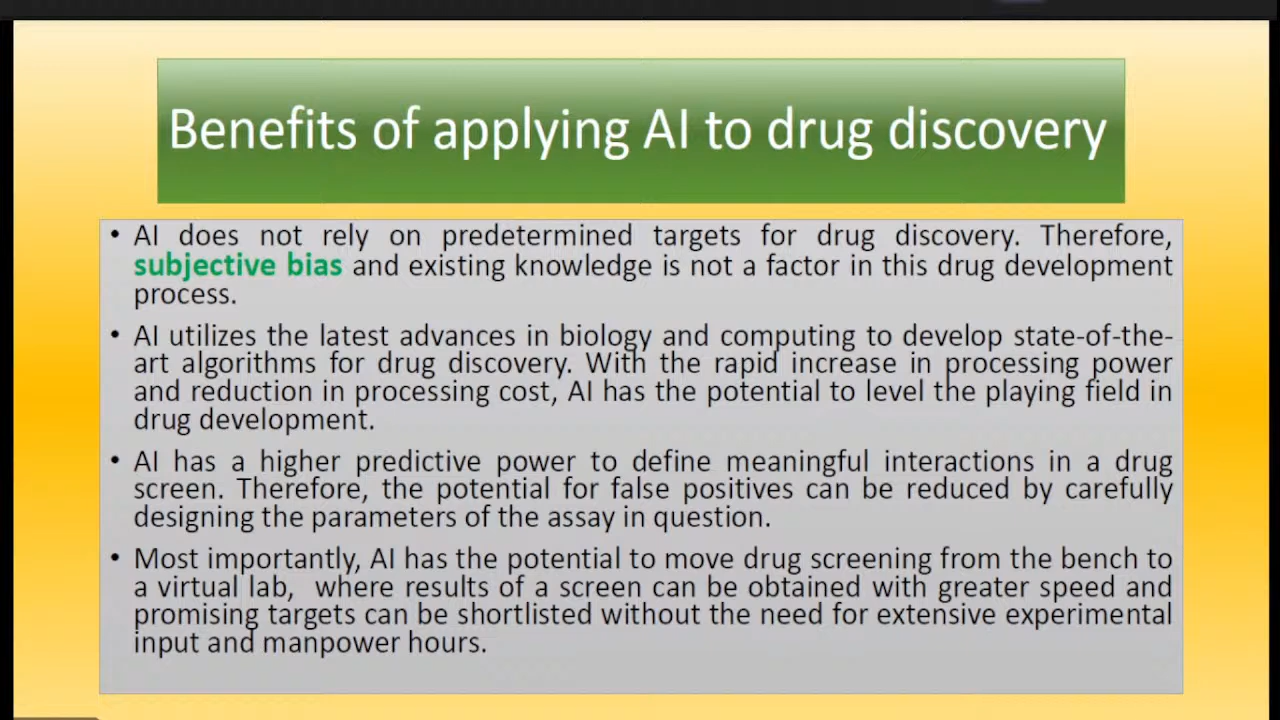 Benefits of applying AI to drug discovery
• AI does not rely on predetermined targets for drug discovery. Therefore,
subjective bias and existing knowledge is not a factor in this drug development
process.
• AI utilizes the latest advances in biology and computing to develop state-of-the-
art algorithms for drug discovery. With the rapid increase in processing power
and reduction in processing cost, AI has the potential to level the playing field in
drug development.
• AI has a higher predictive power to define meaningful interactions in a drug
screen. Therefore, the potential for false positives can be reduced by carefully
designing the parameters of the assay in question.
• Most importantly, AI has the potential to move drug screening from the bench to
a virtual lab, where results of a screen can be obtained with greater speed and
promising targets can be shortlisted without the need for extensive experimental
input and manpower hours.